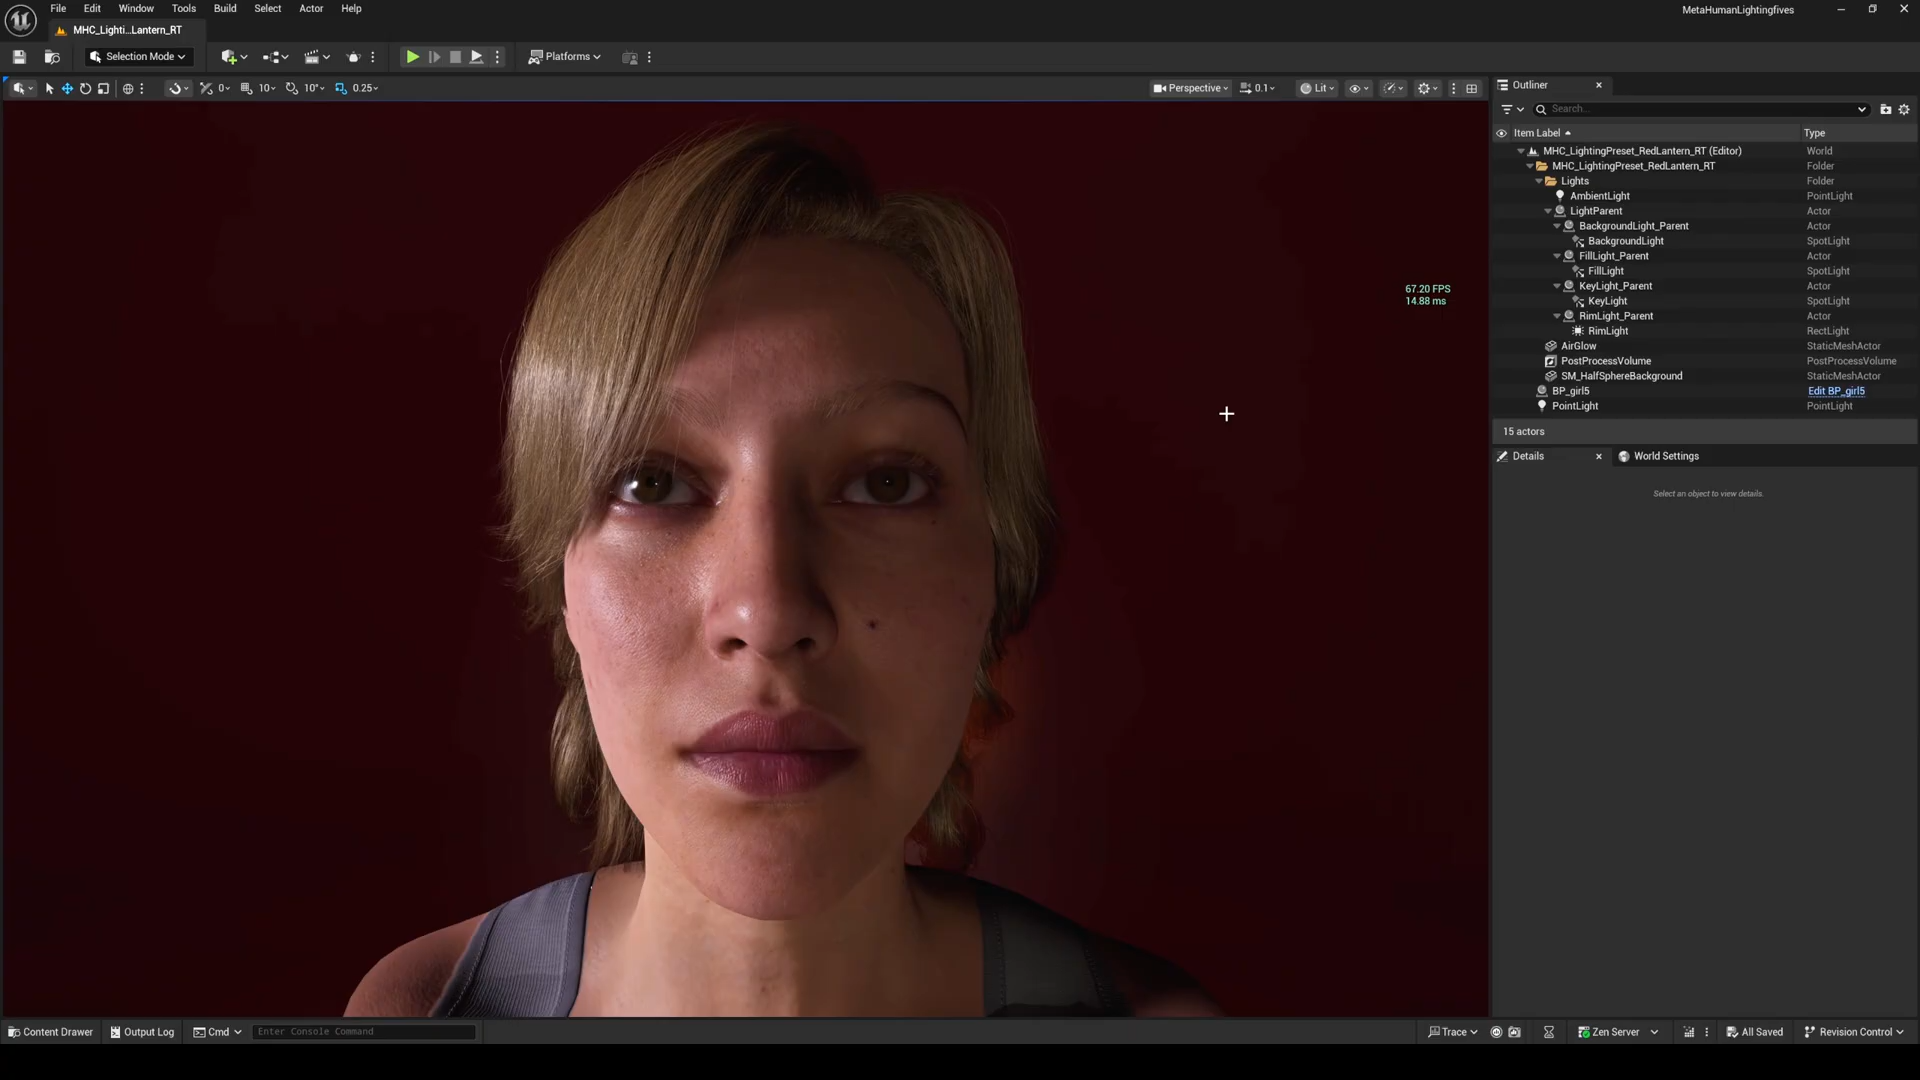 File Edit Window Tools Build Select Actor Help
MetaHumanLightingfives
MHC_Lighti...Lantern_RT
Selection Mode
Platforms
0
10
10°
0.25
Perspective
0.1
Lit
67.20 FPS
14.88 ms
Outliner
Search...
Item Label Type
MHC_LightingPreset_RedLantern_RT (Editor) World
MHC_LightingPreset_RedLantern_RT Folder
Lights Folder
AmbientLight PointLight
LightParent Actor
BackgroundLight_Parent Actor
BackgroundLight SpotLight
FillLight_Parent Actor
FillLight SpotLight
KeyLight_Parent Actor
KeyLight SpotLight
RimLight_Parent Actor
RimLight RectLight
AirGlow StaticMeshActor
PostProcessVolume PostProcessVolume
SM_HalfSphereBackground StaticMeshActor
BP_girl5 Edit BP_girl5
PointLight PointLight
15 actors
Details World Settings
Select an object to view details.
Content Drawer Output Log Cmd Enter Console Command
Trace Zen Server All Saved Revision Control